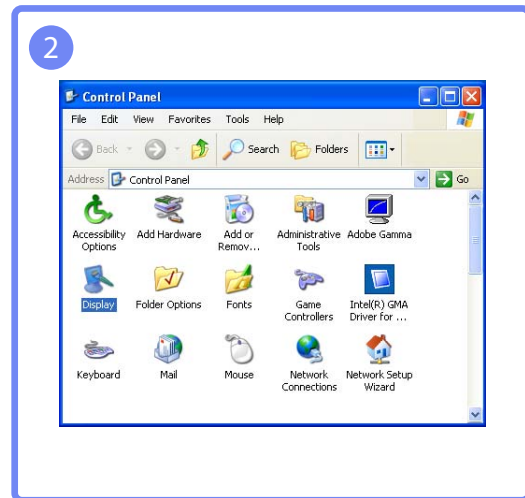 2
Control Panel
File Edit View Favorites Tools Help
Back Search Folders
Address Control Panel Go
Accessibility Options Add Hardware Add or Remov... Administrative Tools Adobe Gamma
Display Folder Options Fonts Game Controllers Intel(R) GMA Driver for ...
Keyboard Mail Mouse Network Connections Network Setup Wizard